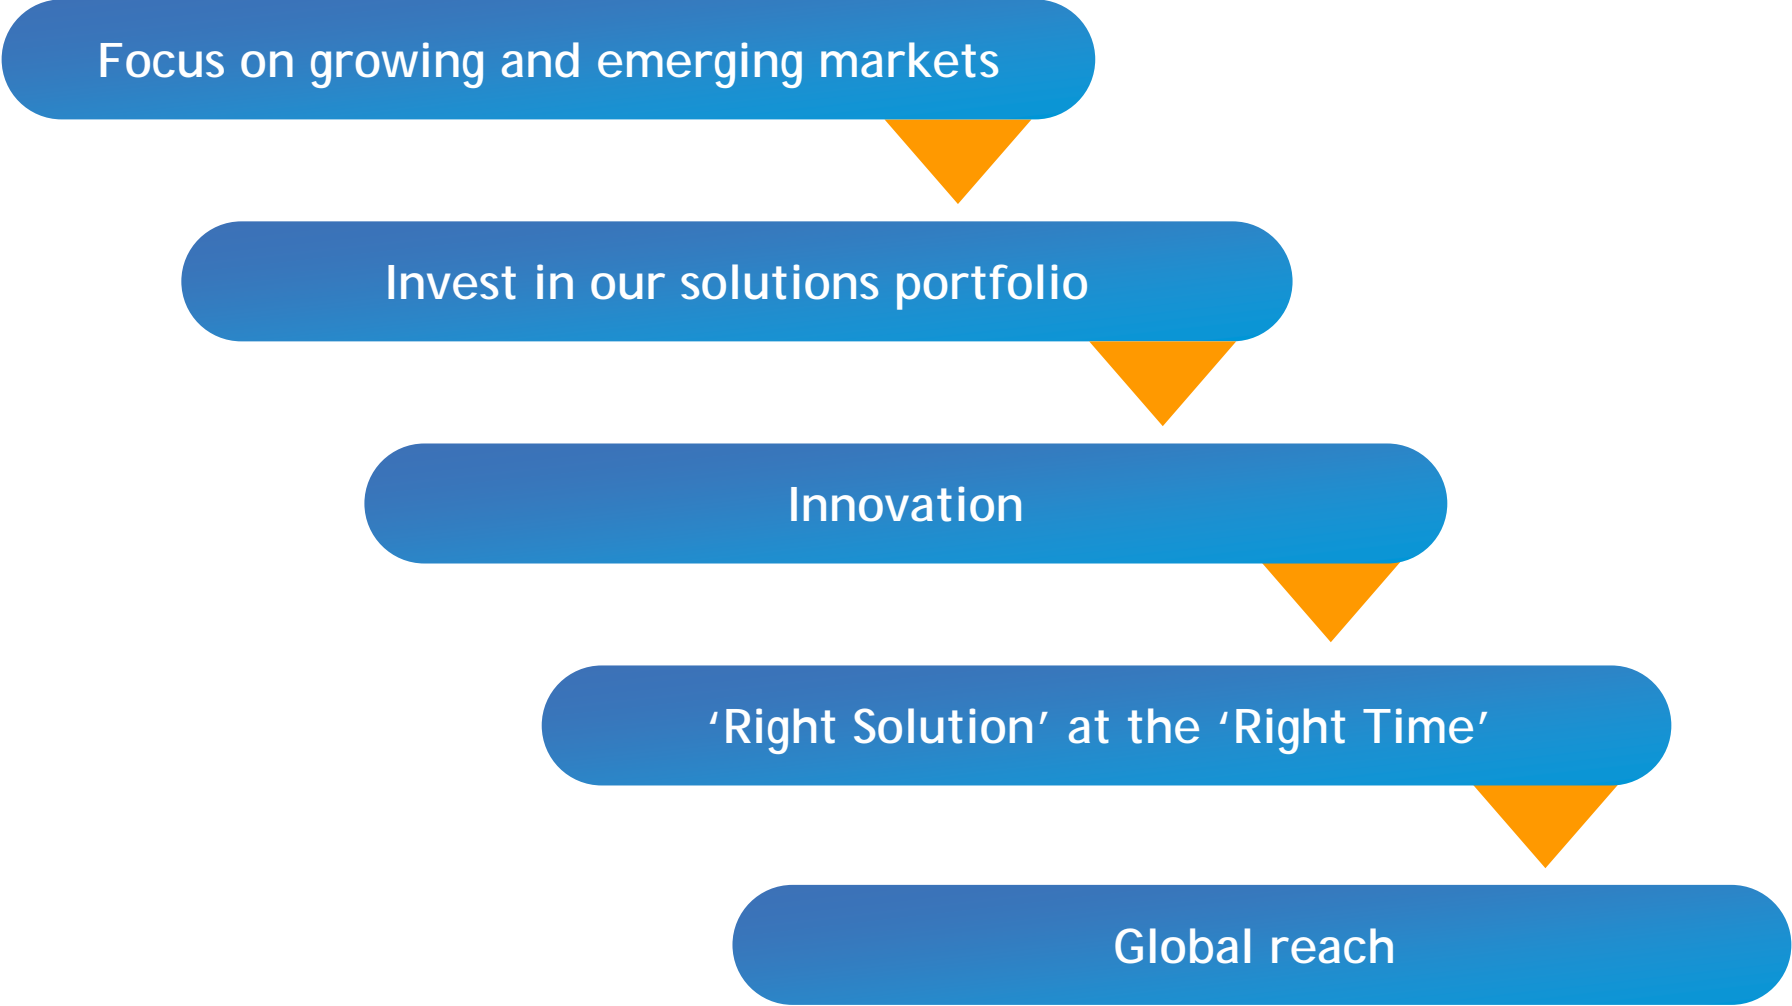 Focus on growing and emerging markets
Invest in our solutions portfolio
Innovation
‘Right Solution’ at the ‘Right Time’
Global reach